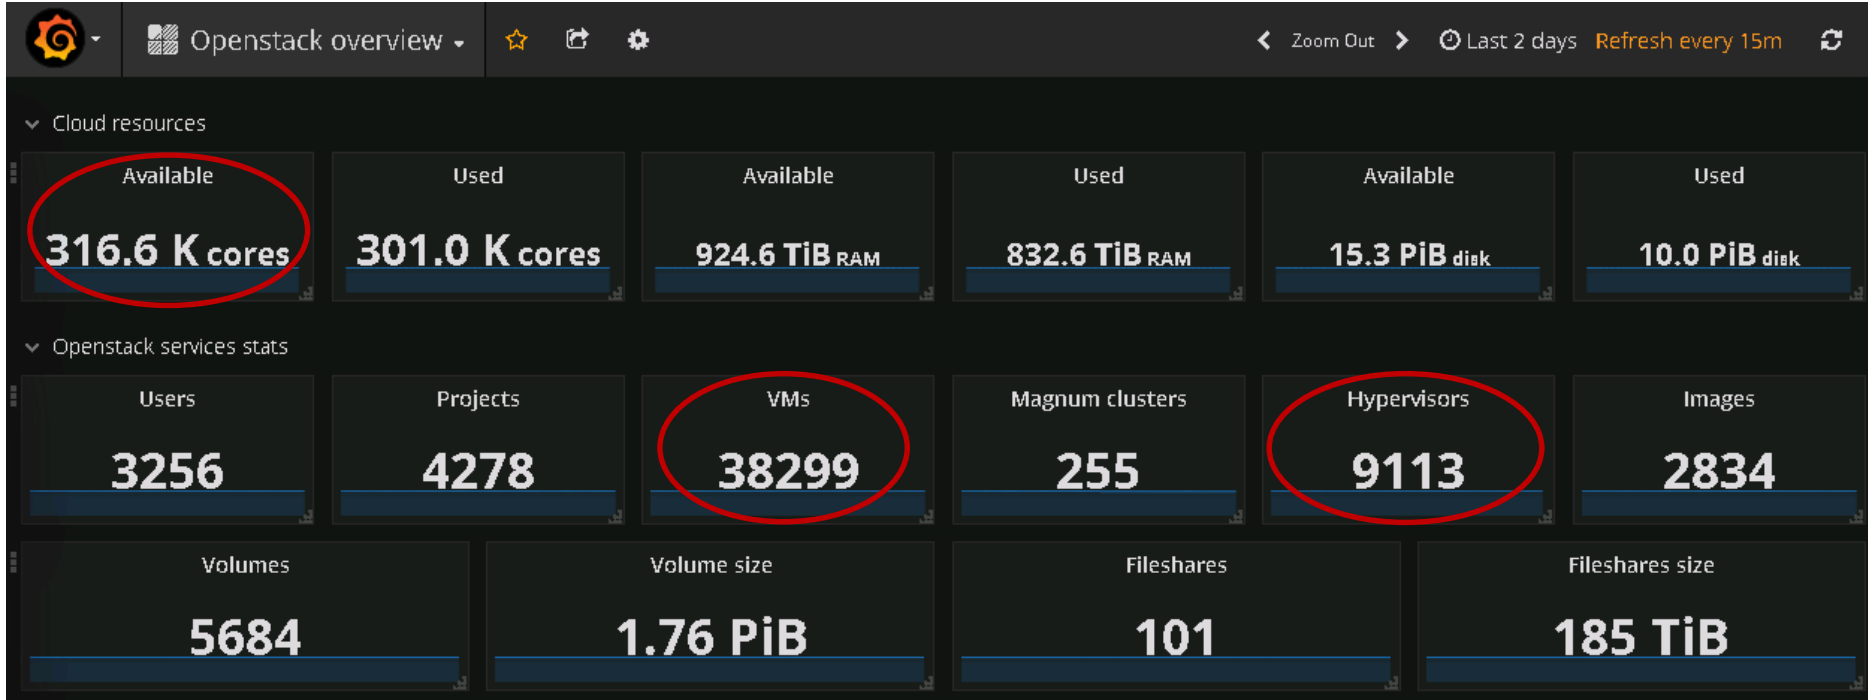 Openstack overview
Zoom Out
Last 2 days
Refresh every 15m
Cloud resources
Available
Used
Available
Used
Available
Used
316.6 K cores
301.0 K cores
924.6 TiB RAM
832.6 TiB RAM
15.3 PiB disk
10.0 PiB disk
Openstack services stats
Users
Projects
VMs
Magnum clusters
Hypervisors
Images
3256
4278
38299
255
9113
2834
Volumes
Volume size
Fileshares
Fileshares size
5684
1.76 PiB
101
185 TiB